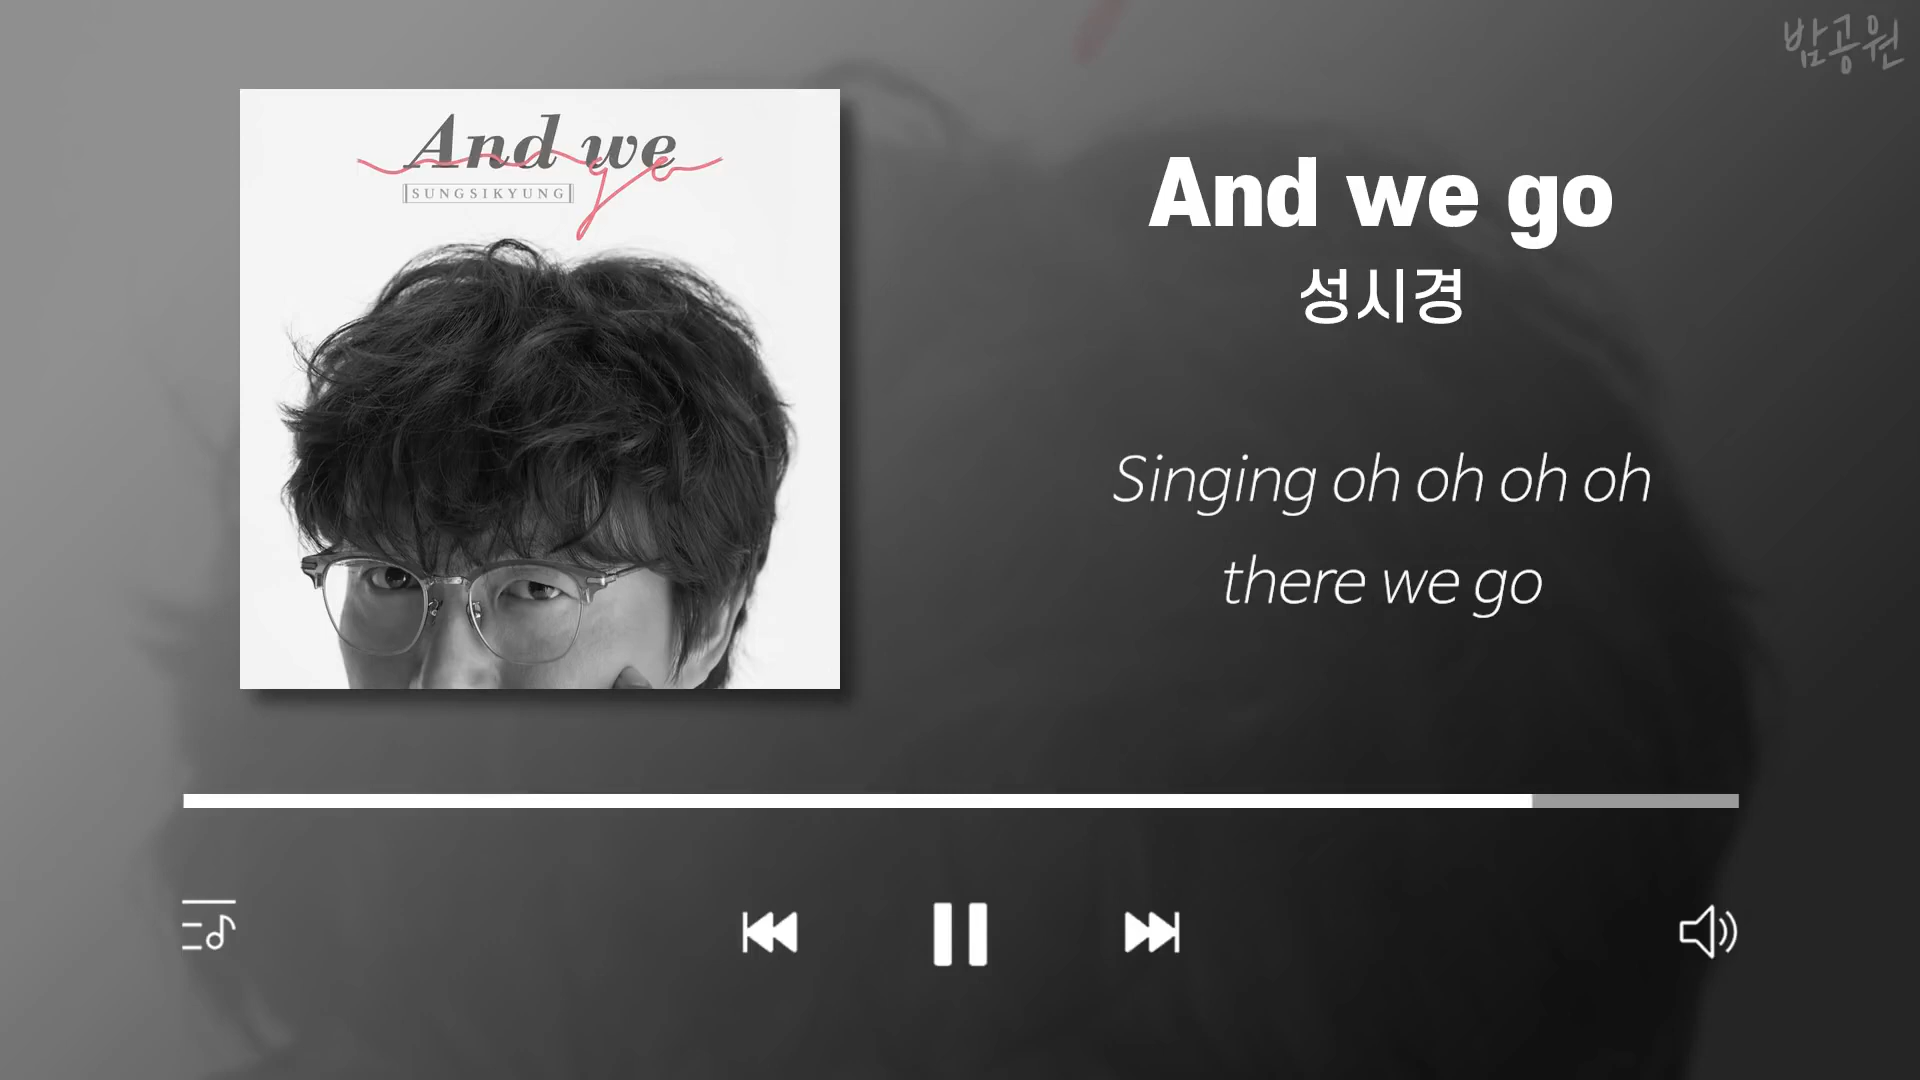 밤공원
And we
go
SUNGSIKYUNG
And we go
성시경
Singing oh oh oh oh
there we go